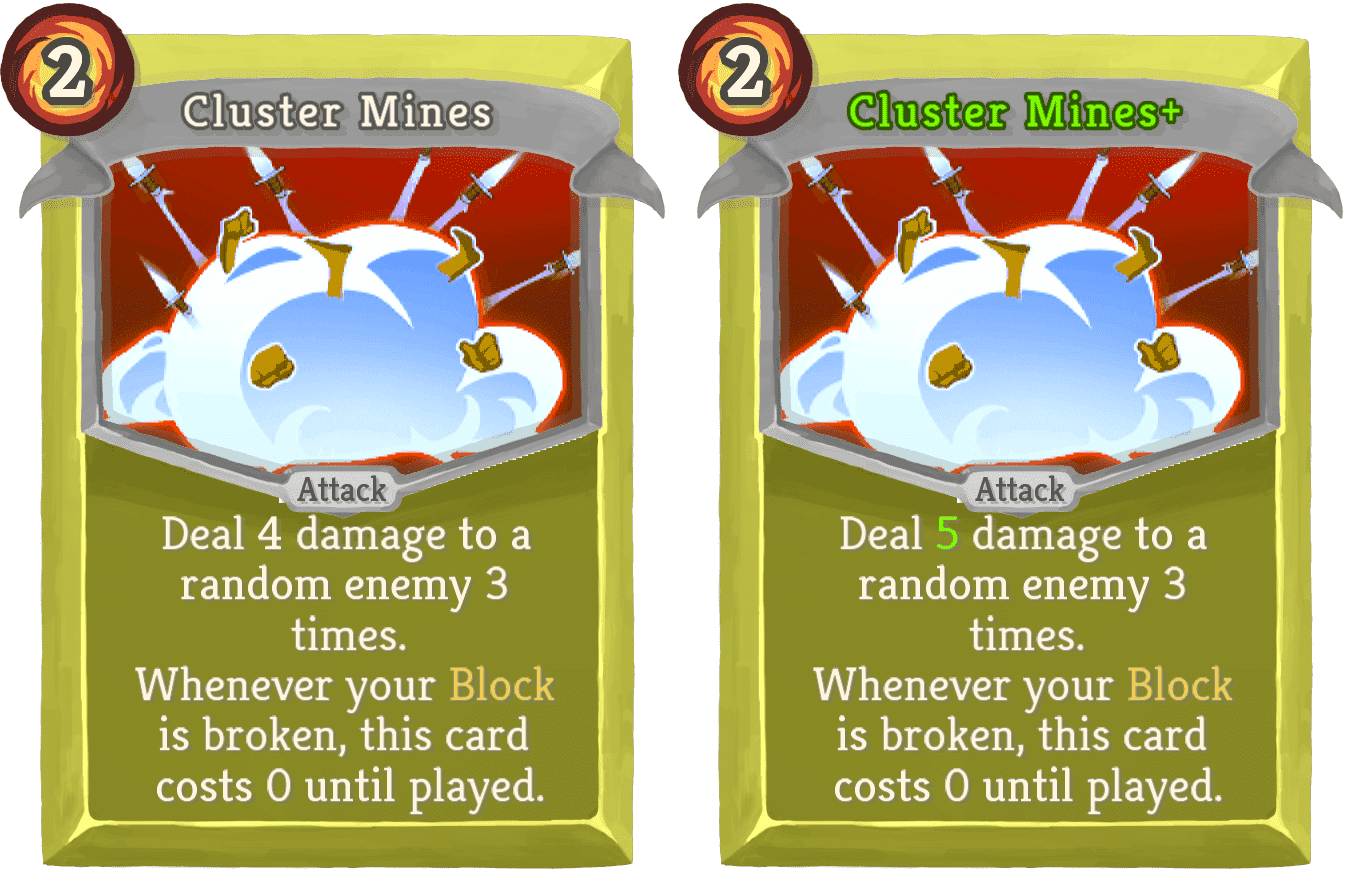 2
Cluster Mines
Attack
Deal 4 damage to a
random enemy 3
times.
Whenever your Block
is broken, this card
costs 0 until played.
2
Cluster Mines+
Attack
Deal 5 damage to a
random enemy 3
times.
Whenever your Block
is broken, this card
costs 0 until played.